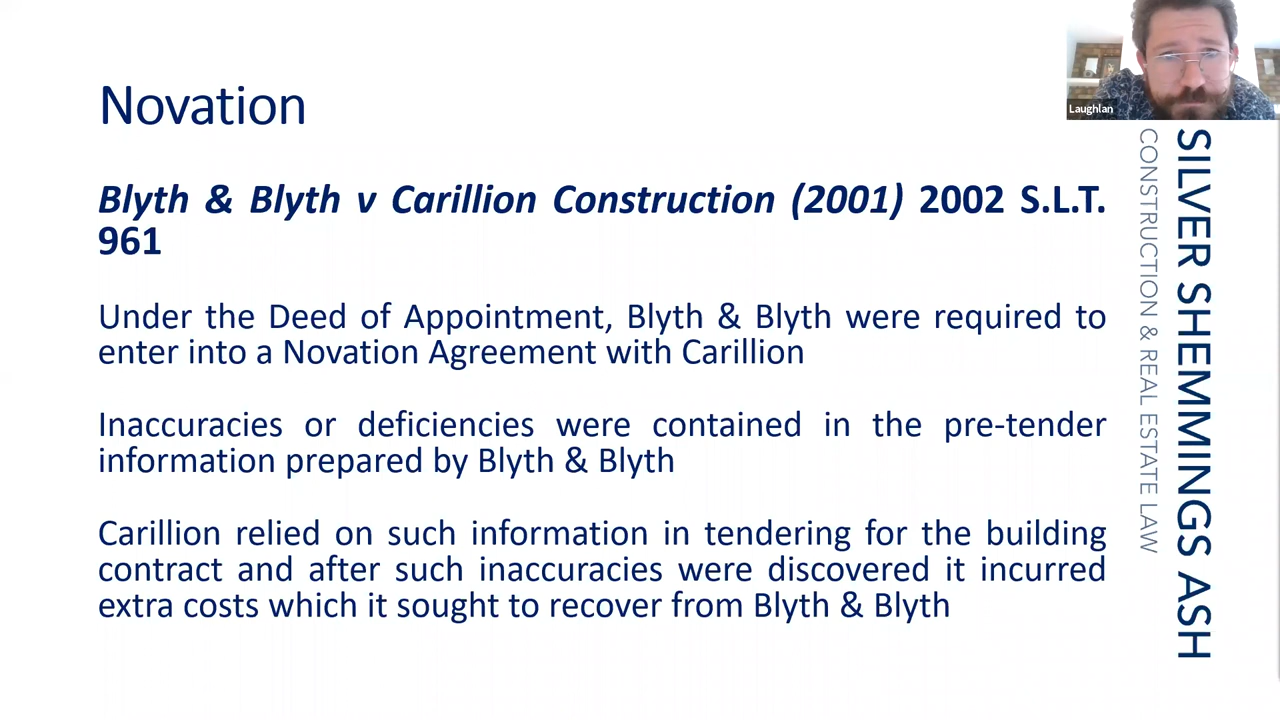 Novation
Blyth & Blyth v Carillion Construction (2001) 2002 S.L.T.
961
Under the Deed of Appointment, Blyth & Blyth were required to
enter into a Novation Agreement with Carillion
Inaccuracies or deficiencies were contained in the pre-tender
information prepared by Blyth & Blyth
Carillion relied on such information in tendering for the building
contract and after such inaccuracies were discovered it incurred
extra costs which it sought to recover from Blyth & Blyth
Laughlan
SILVER SHEMMINGS ASH
CONSTRUCTION & REAL ESTATE LAW